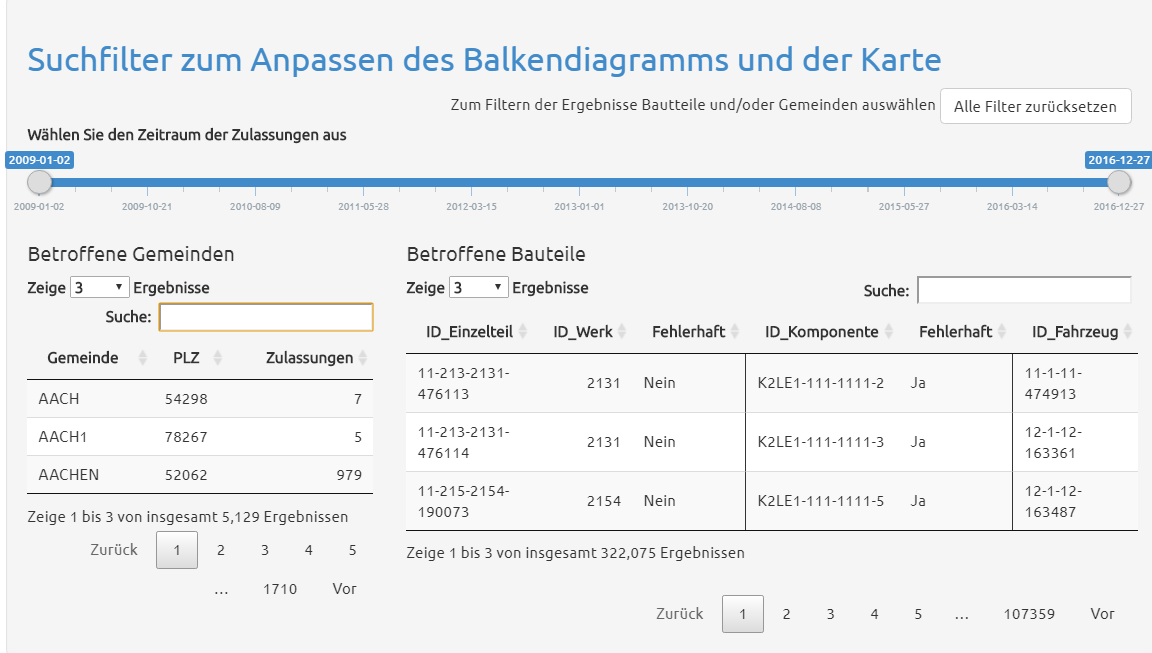 Suchfilter zum Anpassen des Balkendiagramms und der Karte
Zum Filtern der Ergebnisse Bautteile und/oder Gemeinden auswählen Alle Filter zurücksetzen
Wählen Sie den Zeitraum der Zulassungen aus
2009-01-02 2016-12-27
2009-01-02 2009-10-21 2010-08-09 2011-05-28 2012-03-15 2013-01-01 2013-10-20 2014-08-08 2015-05-27 2016-03-14 2016-12-27
Betroffene Gemeinden
Zeige 3 Ergebnisse
Suche:
Gemeinde PLZ Zulassungen
AACH 54298 7
AACH1 78267 5
AACHEN 52062 979
Zeige 1 bis 3 von insgesamt 5,129 Ergebnissen
Zurück 1 2 3 4 5
... 1710 Vor
Betroffene Bauteile
Zeige 3 Ergebnisse
Suche:
ID_Einzelteil ID_Werk Fehlerhaft ID_Komponente Fehlerhaft ID_Fahrzeug
11-213-2131-476113 2131 Nein K2LE1-111-1111-2 Ja 11-1-11-474913
11-213-2131-476114 2131 Nein K2LE1-111-1111-3 Ja 12-1-12-163361
11-215-2154-190073 2154 Nein K2LE1-111-1111-5 Ja 12-1-12-163487
Zeige 1 bis 3 von insgesamt 322,075 Ergebnissen
Zurück 1 2 3 4 5 ... 107359 Vor